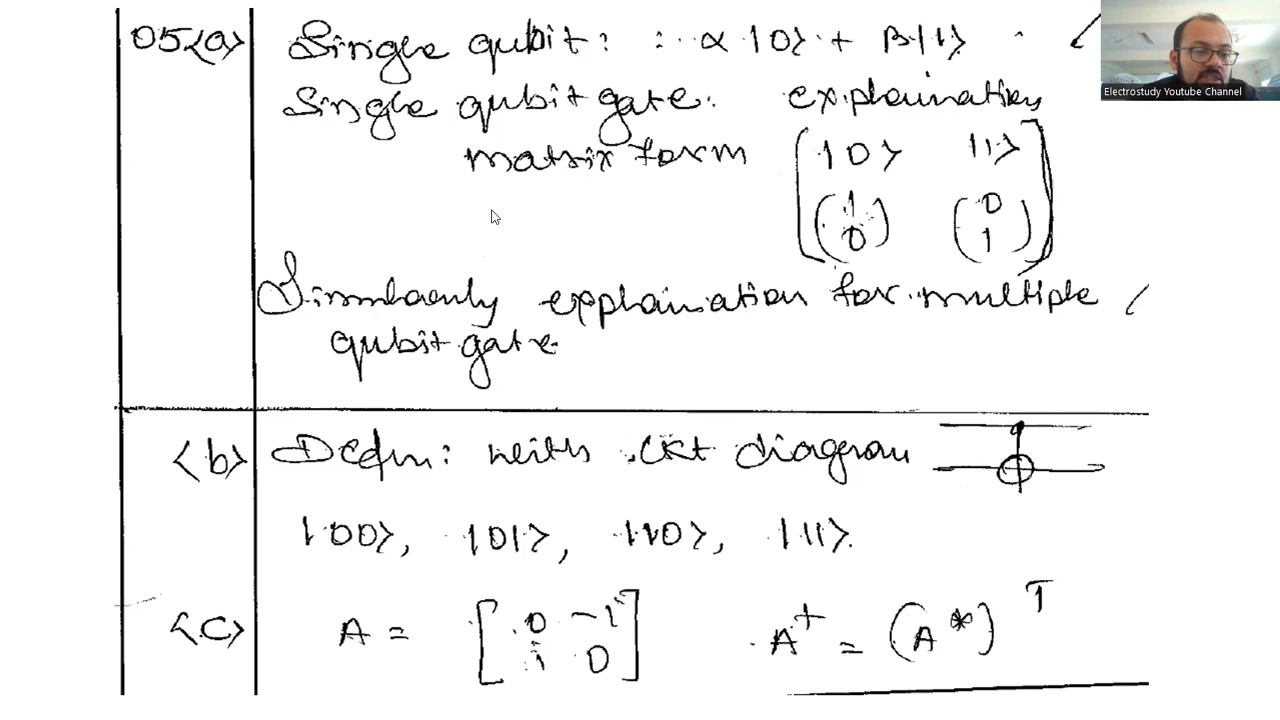 Electrostudy Youtube Channel
05<a> Single qubit: : α |0> + β|1>
Single qubit gate: explaination
matrix form [ |0> |1>
(1 0) (0 1) ]
explaination for multiple
qubit gate
<b> Defn: with ckt diagram
|00>, |01>, |10>, |11>.
<c> A = [ 0 -i
i 0 ] A+ = (A*)T